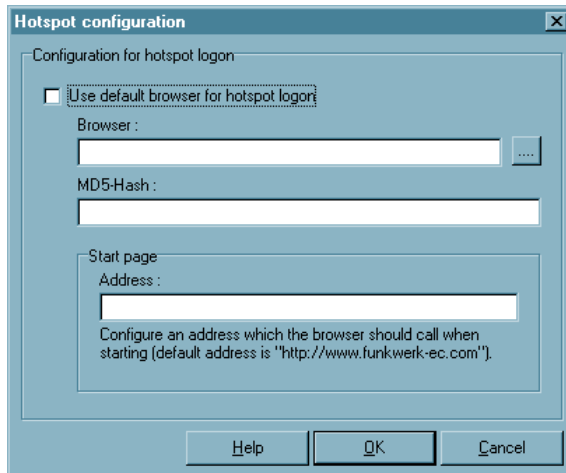 Hotspot configuration
Configuration for hotspot logon
Use default browser for hotspot logon
Browser :
....
MD5-Hash :
Start page
Address :
Configure an address which the browser should call when
starting (default address is "http://www.funkwerk-ec.com").
Help
OK
Cancel